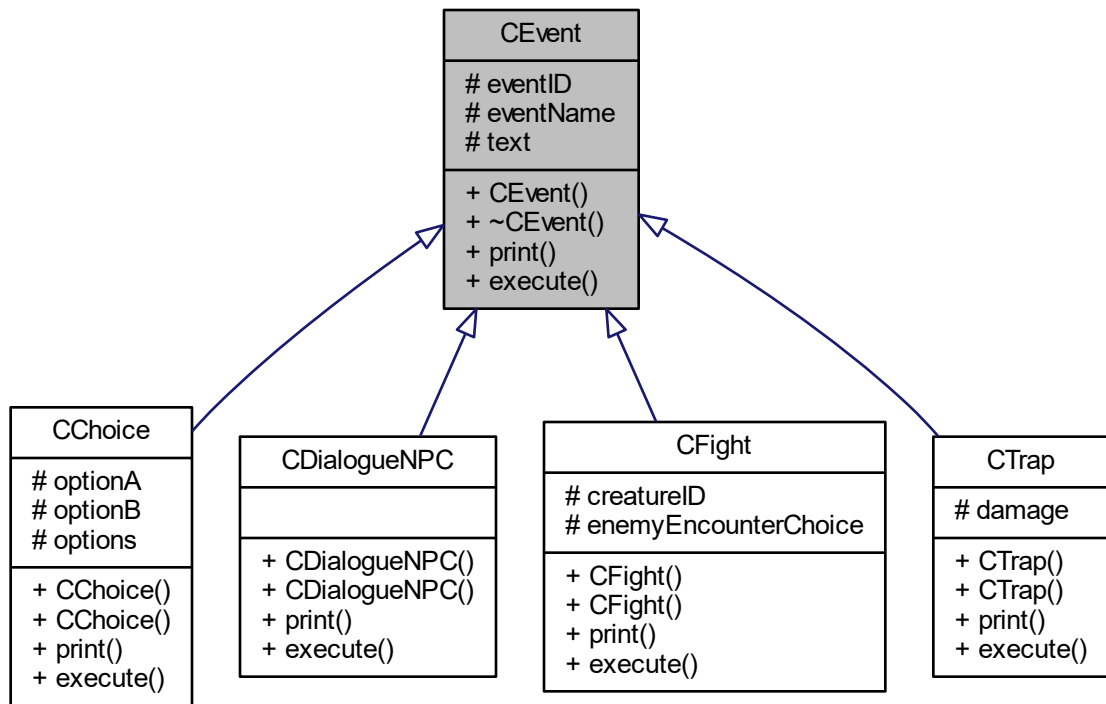 CEvent
# eventID
# eventName
# text
+ CEvent()
+ ~CEvent()
+ print()
+ execute()
CChoice
# optionA
# optionB
# options
+ CChoice()
+ CChoice()
+ print()
+ execute()
CDialogueNPC
+ CDialogueNPC()
+ CDialogueNPC()
+ print()
+ execute()
CFight
# creatureID
# enemyEncounterChoice
+ CFight()
+ CFight()
+ print()
+ execute()
CTrap
# damage
+ CTrap()
+ CTrap()
+ print()
+ execute()